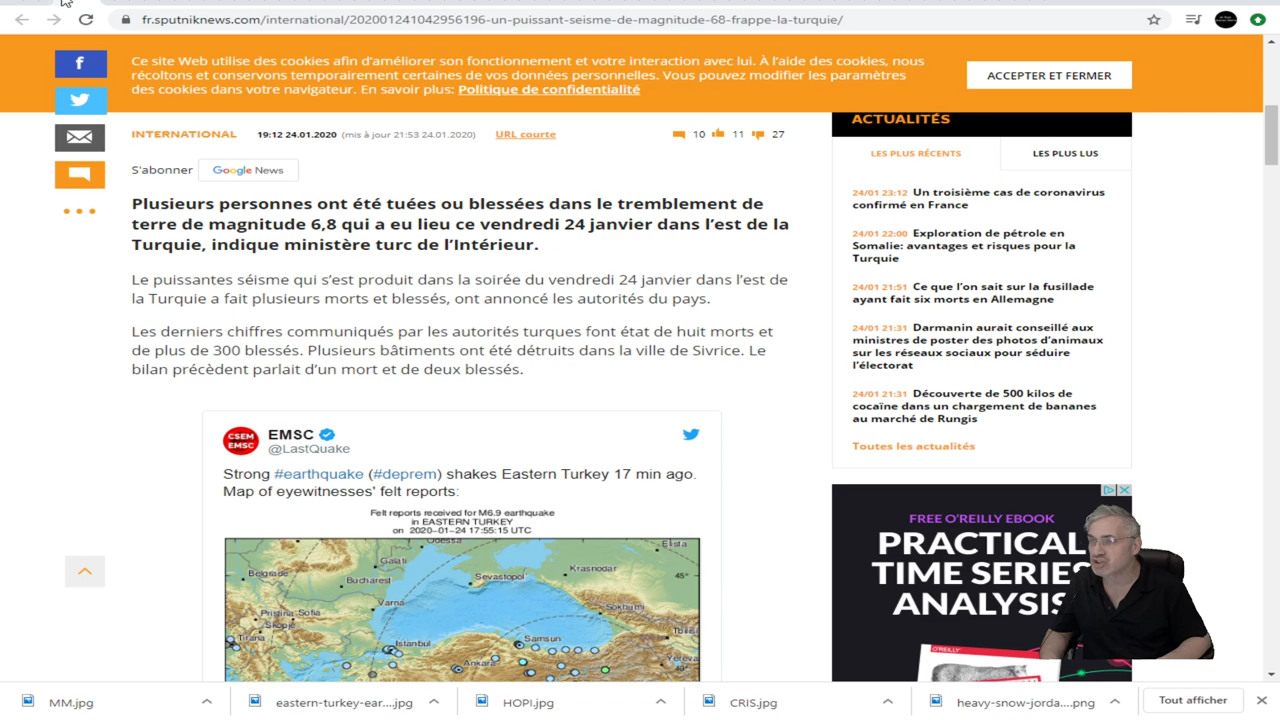 fr.sputniknews.com/international/202001241042956196-un-puissant-seisme-de-magnitude-68-frappe-la-turquie/
Ce site Web utilise des cookies afin d'améliorer son fonctionnement et votre interaction avec lui. À l'aide des cookies, nous
récoltons et conservons temporairement certaines de vos données personnelles. Vous pouvez modifier les paramètres
des cookies dans votre navigateur. En savoir plus: Politique de confidentialité
ACCEPTER ET FERMER
INTERNATIONAL 19:12 24.01.2020 (mis à jour 21:53 24.01.2020) URL courte 10 11 27
S'abonner Google News
Plusieurs personnes ont été tuées ou blessées dans le tremblement de
terre de magnitude 6,8 qui a eu lieu ce vendredi 24 janvier dans l'est de la
Turquie, indique ministère turc de l'Intérieur.
Le puissantes séisme qui s'est produit dans la soirée du vendredi 24 janvier dans l'est de
la Turquie a fait plusieurs morts et blessés, ont annoncé les autorités du pays.
Les derniers chiffres communiqués par les autorités turques font état de huit morts et
de plus de 300 blessés. Plusieurs bâtiments ont été détruits dans la ville de Sivrice. Le
bilan précèdent parlait d'un mort et de deux blessés.
CSEM
EMSC
EMSC
@LastQuake
Strong #earthquake (#deprem) shakes Eastern Turkey 17 min ago.
Map of eyewitnesses' felt reports:
Felt reports received for M6.9 earthquake
in EASTERN TURKEY
on 2020-01-24 17:55:15 UTC
Odessa
Elista
Galati
45°
Belgrade
Bucharest
Sevastopol
Krasnodar
Varna
Pristina
Sofia
Sokhumi
Skopje
Tirana
Istanbul
Samsun
Tbilisi
Ankara
Yereva
40°
ACTUALITÉS
LES PLUS RÉCENTS
LES PLUS LUS
24/01 23:12 Un troisième cas de coronavirus
confirmé en France
24/01 22:00 Exploration de pétrole en
Somalie: avantages et risques pour la
Turquie
24/01 21:51 Ce que l'on sait sur la fusillade
ayant fait six morts en Allemagne
24/01 21:31 Darmanin aurait conseillé aux
ministres de poster des photos d'animaux
sur les réseaux sociaux pour séduire
l'électorat
24/01 21:31 Découverte de 500 kilos de
cocaïne dans un chargement de bananes
au marché de Rungis
Toutes les actualités
FREE O'REILLY EBOOK
PRACTICAL
TIME SERIES
ANALYSIS
O'REILLY
MM.jpg
eastern-turkey-ear....jpg
HOPI.jpg
CRIS.jpg
heavy-snow-jorda....png
Tout afficher